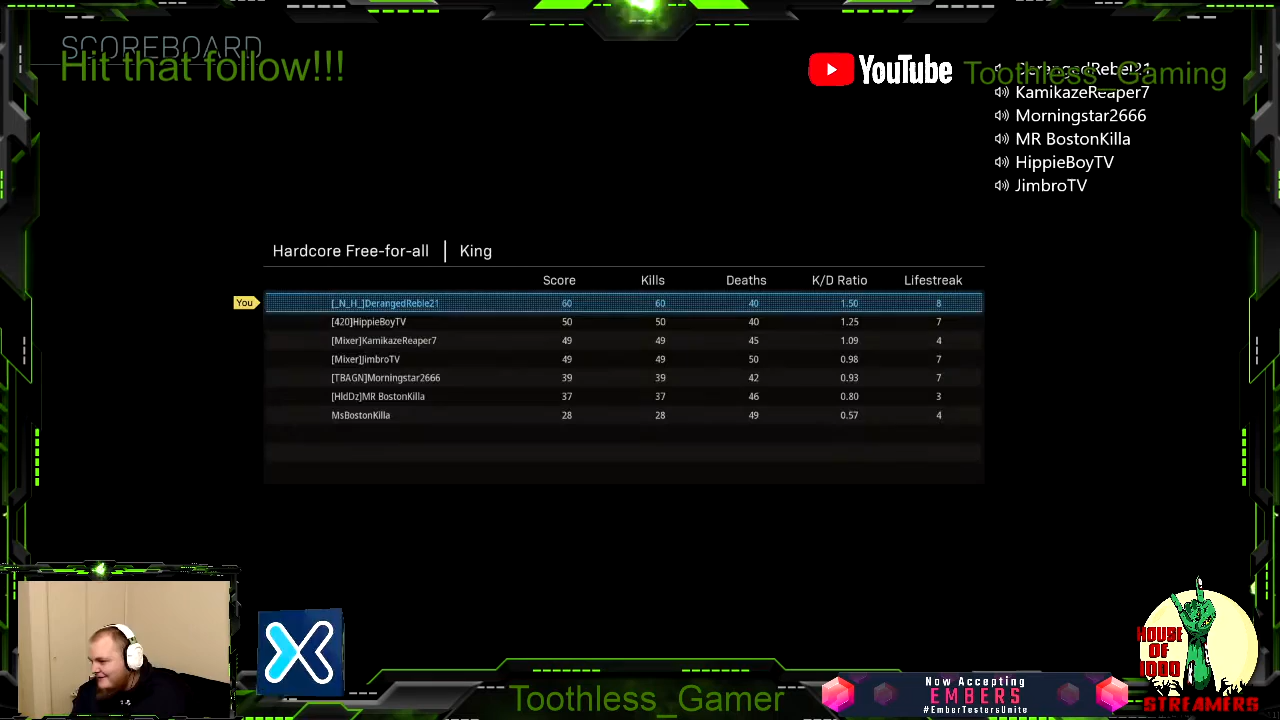 SCOREBOARD
Hit that follow!!!
YouTube
Toothless_Gaming
DerangedRebel21
KamikazeReaper7
Morningstar2666
MR BostonKilla
HippieBoyTV
JimbroTV
Hardcore Free-for-all | King
Score Kills Deaths K/D Ratio Lifestreak
You [_N_H_]DerangedReble21 60 60 40 1.50 8
[420]HippieBoyTV 50 50 40 1.25 7
[Mixer]KamikazeReaper7 49 49 45 1.09 4
[Mixer]JimbroTV 49 49 50 0.98 7
[TBAGN]Morningstar2666 39 39 42 0.93 7
[HldDz]MR BostonKilla 37 37 46 0.80 3
MsBostonKilla 28 28 49 0.57 4
Toothless_Gamer
Now Accepting
EMBERS
#EmberTestersUnite
HOUSE
OF
1000
STREAMERS